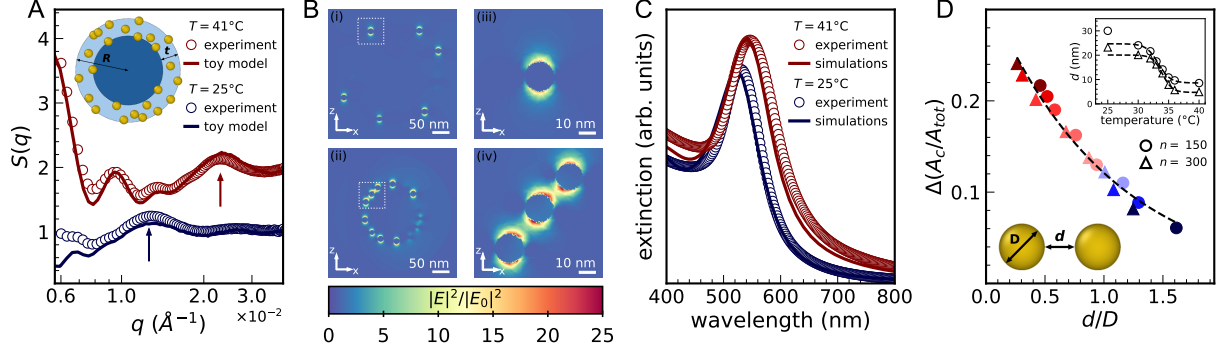 A
T = 41°C
experiment
toy model
T = 25°C
experiment
toy model
R
t
S(q)
4
3
2
1
0.6
1.0
2.0
3.0
q (Å⁻¹)
×10⁻²
B
(i)
z
x
50 nm
(iii)
z
x
10 nm
(ii)
z
x
50 nm
(iv)
z
x
10 nm
|E|²/|E₀|²
0
5
10
15
20
25
C
T = 41°C
experiment
simulations
T = 25°C
experiment
simulations
extinction (arb. units)
400
500
600
700
800
wavelength (nm)
D
d (nm)
30
20
10
0
25
30
35
40
temperature (°C)
n = 150
n = 300
Δ(A_c/A_tot)
0.2
0.1
D
d
0.0
0.5
1.0
1.5
d/D